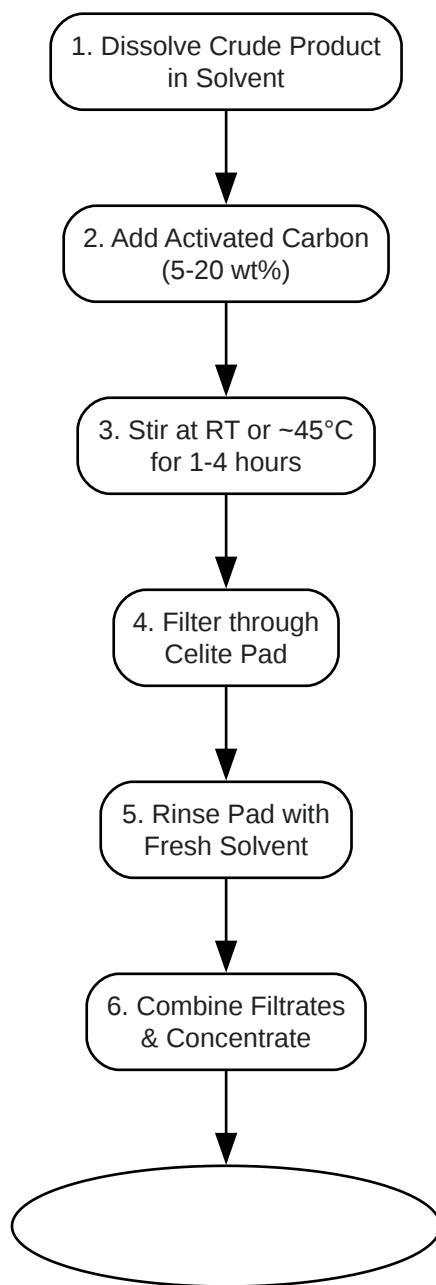 1. Dissolve Crude Product
in Solvent
2. Add Activated Carbon
(5-20 wt%)
3. Stir at RT or ~45°C
for 1-4 hours
4. Filter through
Celite Pad
5. Rinse Pad with
Fresh Solvent
6. Combine Filtrates
& Concentrate